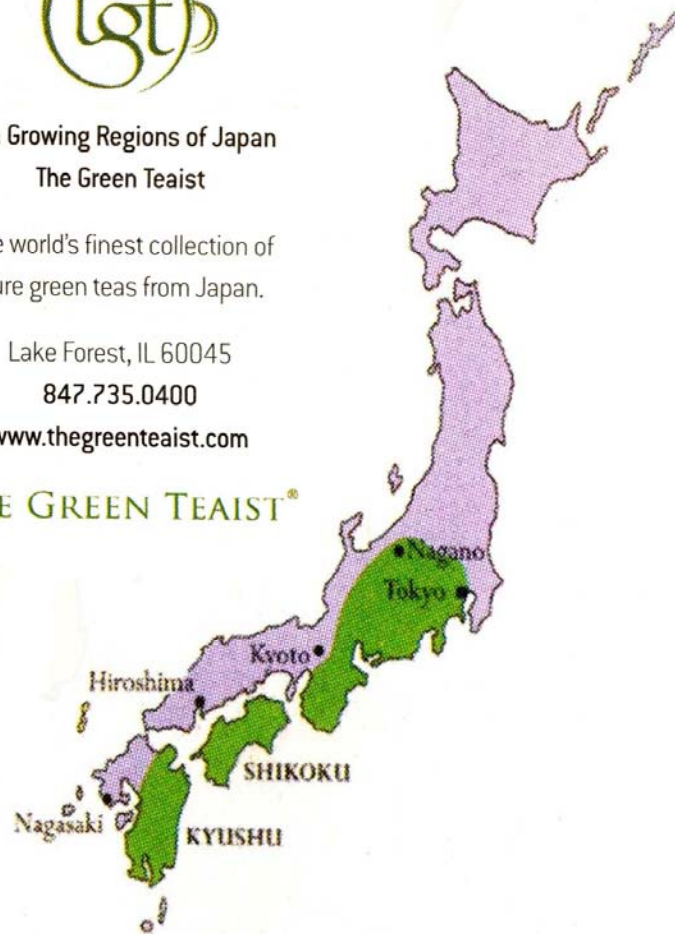 tgt
Growing Regions of Japan
The Green Teaist
world's finest collection of
green teas from Japan.
Lake Forest, IL 60045
847.735.0400
www.thegreenteaist.com
GREEN TEAIST®
Nagano
Tokyo
Kyoto
Hiroshima
SHIKOKU
Nagasaki
KYUSHU